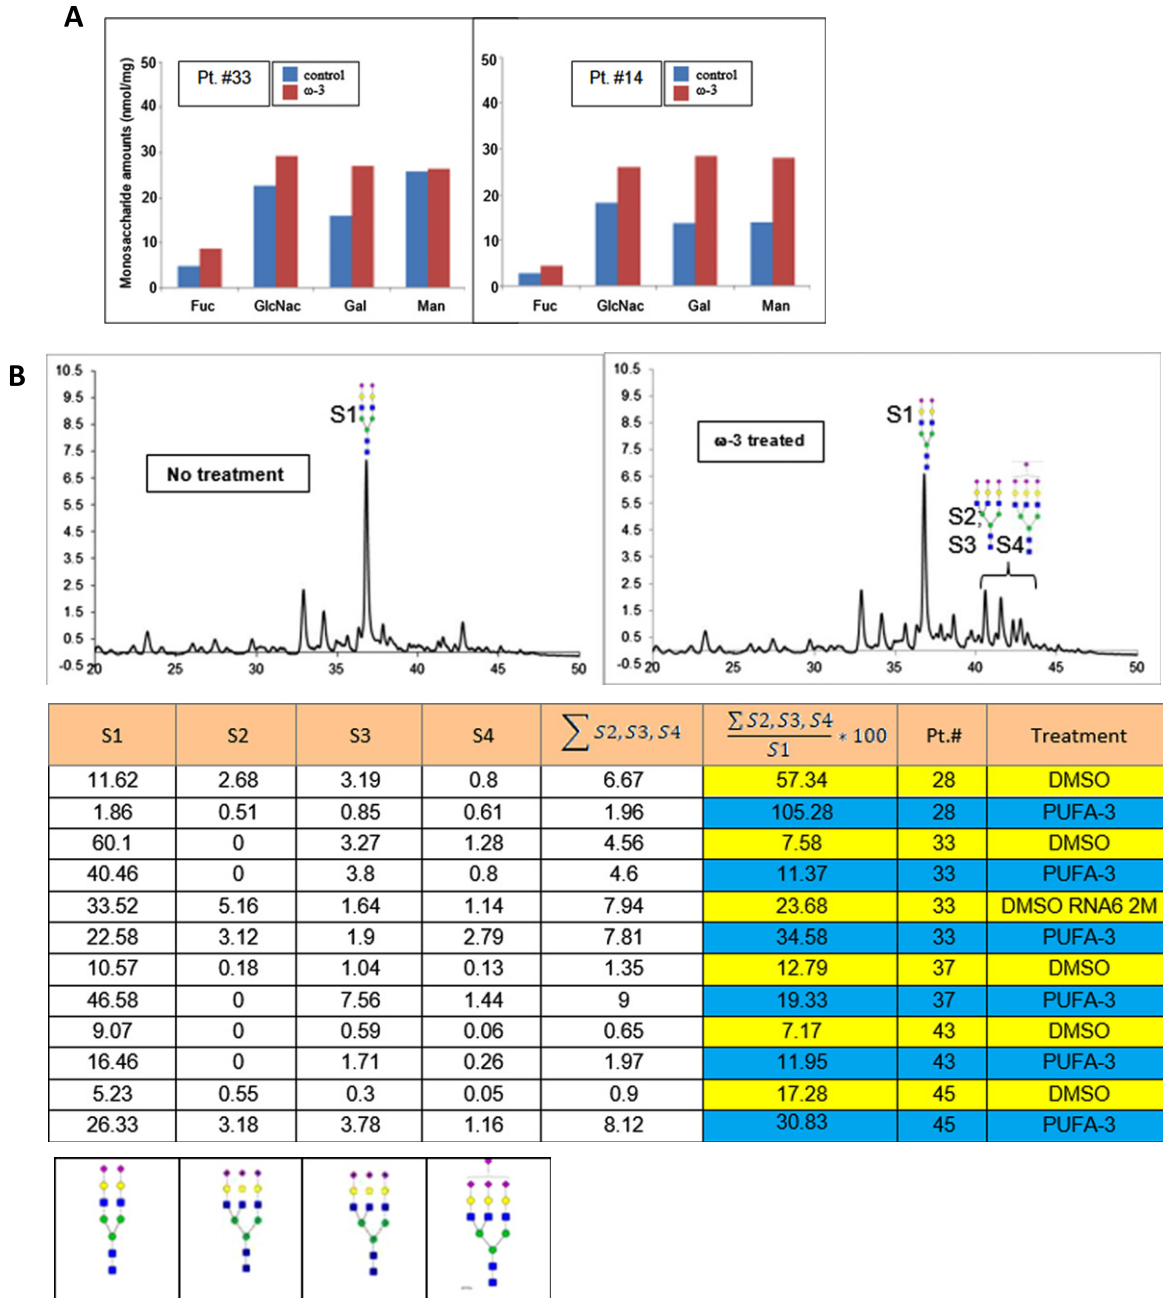 A
Pt. #33
control
ω-3
Pt. #14
control
ω-3
Monosaccharide amounts (nmol/mg)
50
40
30
20
10
0
Fuc GlcNac Gal Man
50
40
30
20
10
0
Fuc GlcNac Gal Man
B
10.5
9.5
8.5
7.5
6.5
5.5
4.5
3.5
2.5
1.5
0.5
-0.5
20 25 30 35 40 45 50
S1
No treatment
10.5
9.5
8.5
7.5
6.5
5.5
4.5
3.5
2.5
1.5
0.5
-0.5
20 25 30 35 40 45 50
S1
ω-3 treated
S2;
S3 S4
S1 S2 S3 S4 ∑ S2, S3, S4 ∑ S2, S3, S4 / S1 * 100 Pt.# Treatment
11.62 2.68 3.19 0.8 6.67 57.34 28 DMSO
1.86 0.51 0.85 0.61 1.96 105.28 28 PUFA-3
60.1 0 3.27 1.28 4.56 7.58 33 DMSO
40.46 0 3.8 0.8 4.6 11.37 33 PUFA-3
33.52 5.16 1.64 1.14 7.94 23.68 33 DMSO RNA6 2M
22.58 3.12 1.9 2.79 7.81 34.58 33 PUFA-3
10.57 0.18 1.04 0.13 1.35 12.79 37 DMSO
46.58 0 7.56 1.44 9 19.33 37 PUFA-3
9.07 0 0.59 0.06 0.65 7.17 43 DMSO
16.46 0 1.71 0.26 1.97 11.95 43 PUFA-3
5.23 0.55 0.3 0.05 0.9 17.28 45 DMSO
26.33 3.18 3.78 1.16 8.12 30.83 45 PUFA-3